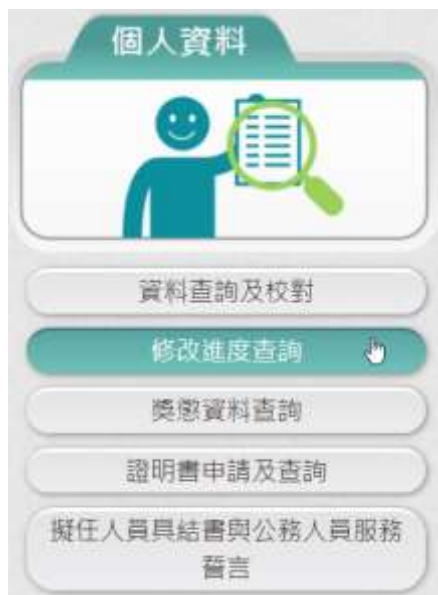 個人資料
資料查詢及校對
修改進度查詢
獎懲資料查詢
證明書申請及查詢
擬任人員具結書與公務人員服務
誓言